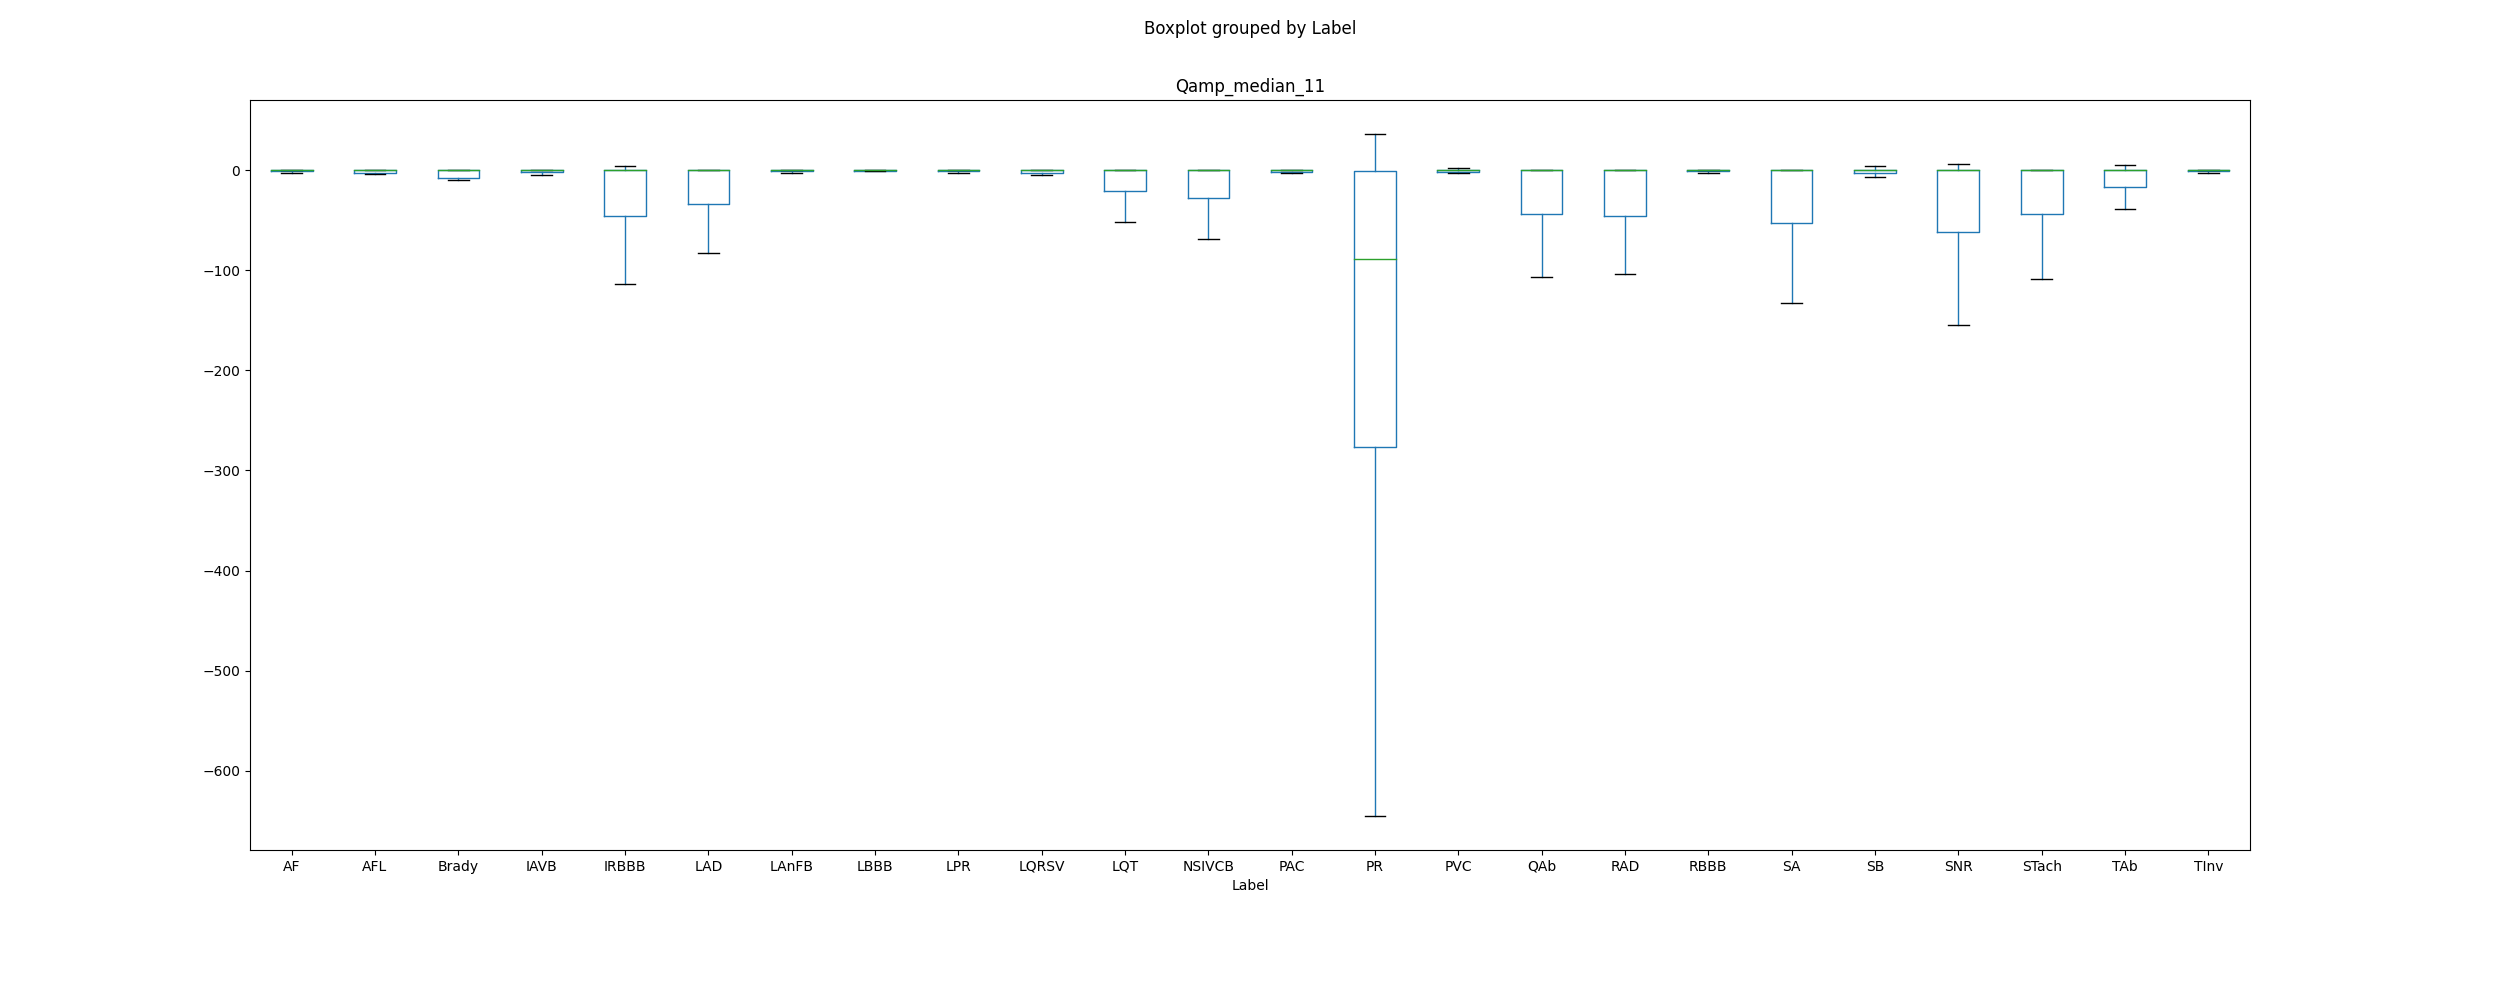 Boxplot grouped by Label
Qamp_median_11
0
−100
−200
−300
−400
−500
−600
AF AFL Brady IAVB IRBBB LAD LAnFB LBBB LPR LQRSV LQT NSIVCB PAC PR PVC QAb RAD RBBB SA SB SNR STach TAb TInv
Label